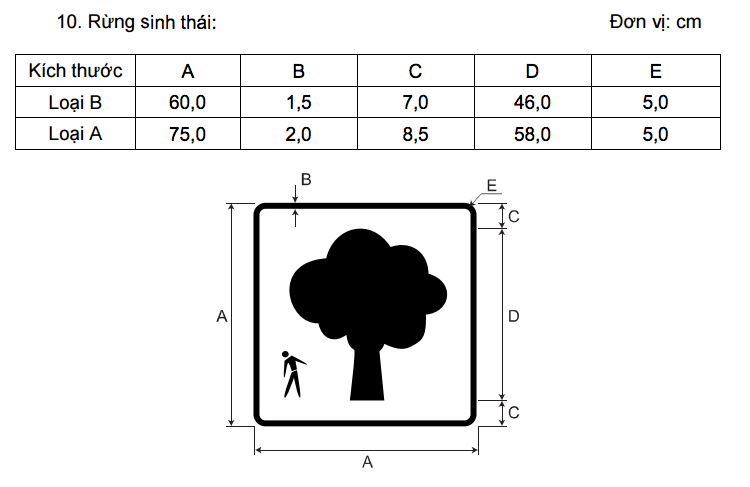 10. Rừng sinh thái: Đơn vị: cm
Kích thước A B C D E
Loại B 60,0 1,5 7,0 46,0 5,0
Loại A 75,0 2,0 8,5 58,0 5,0
B E
C
A D
C
A